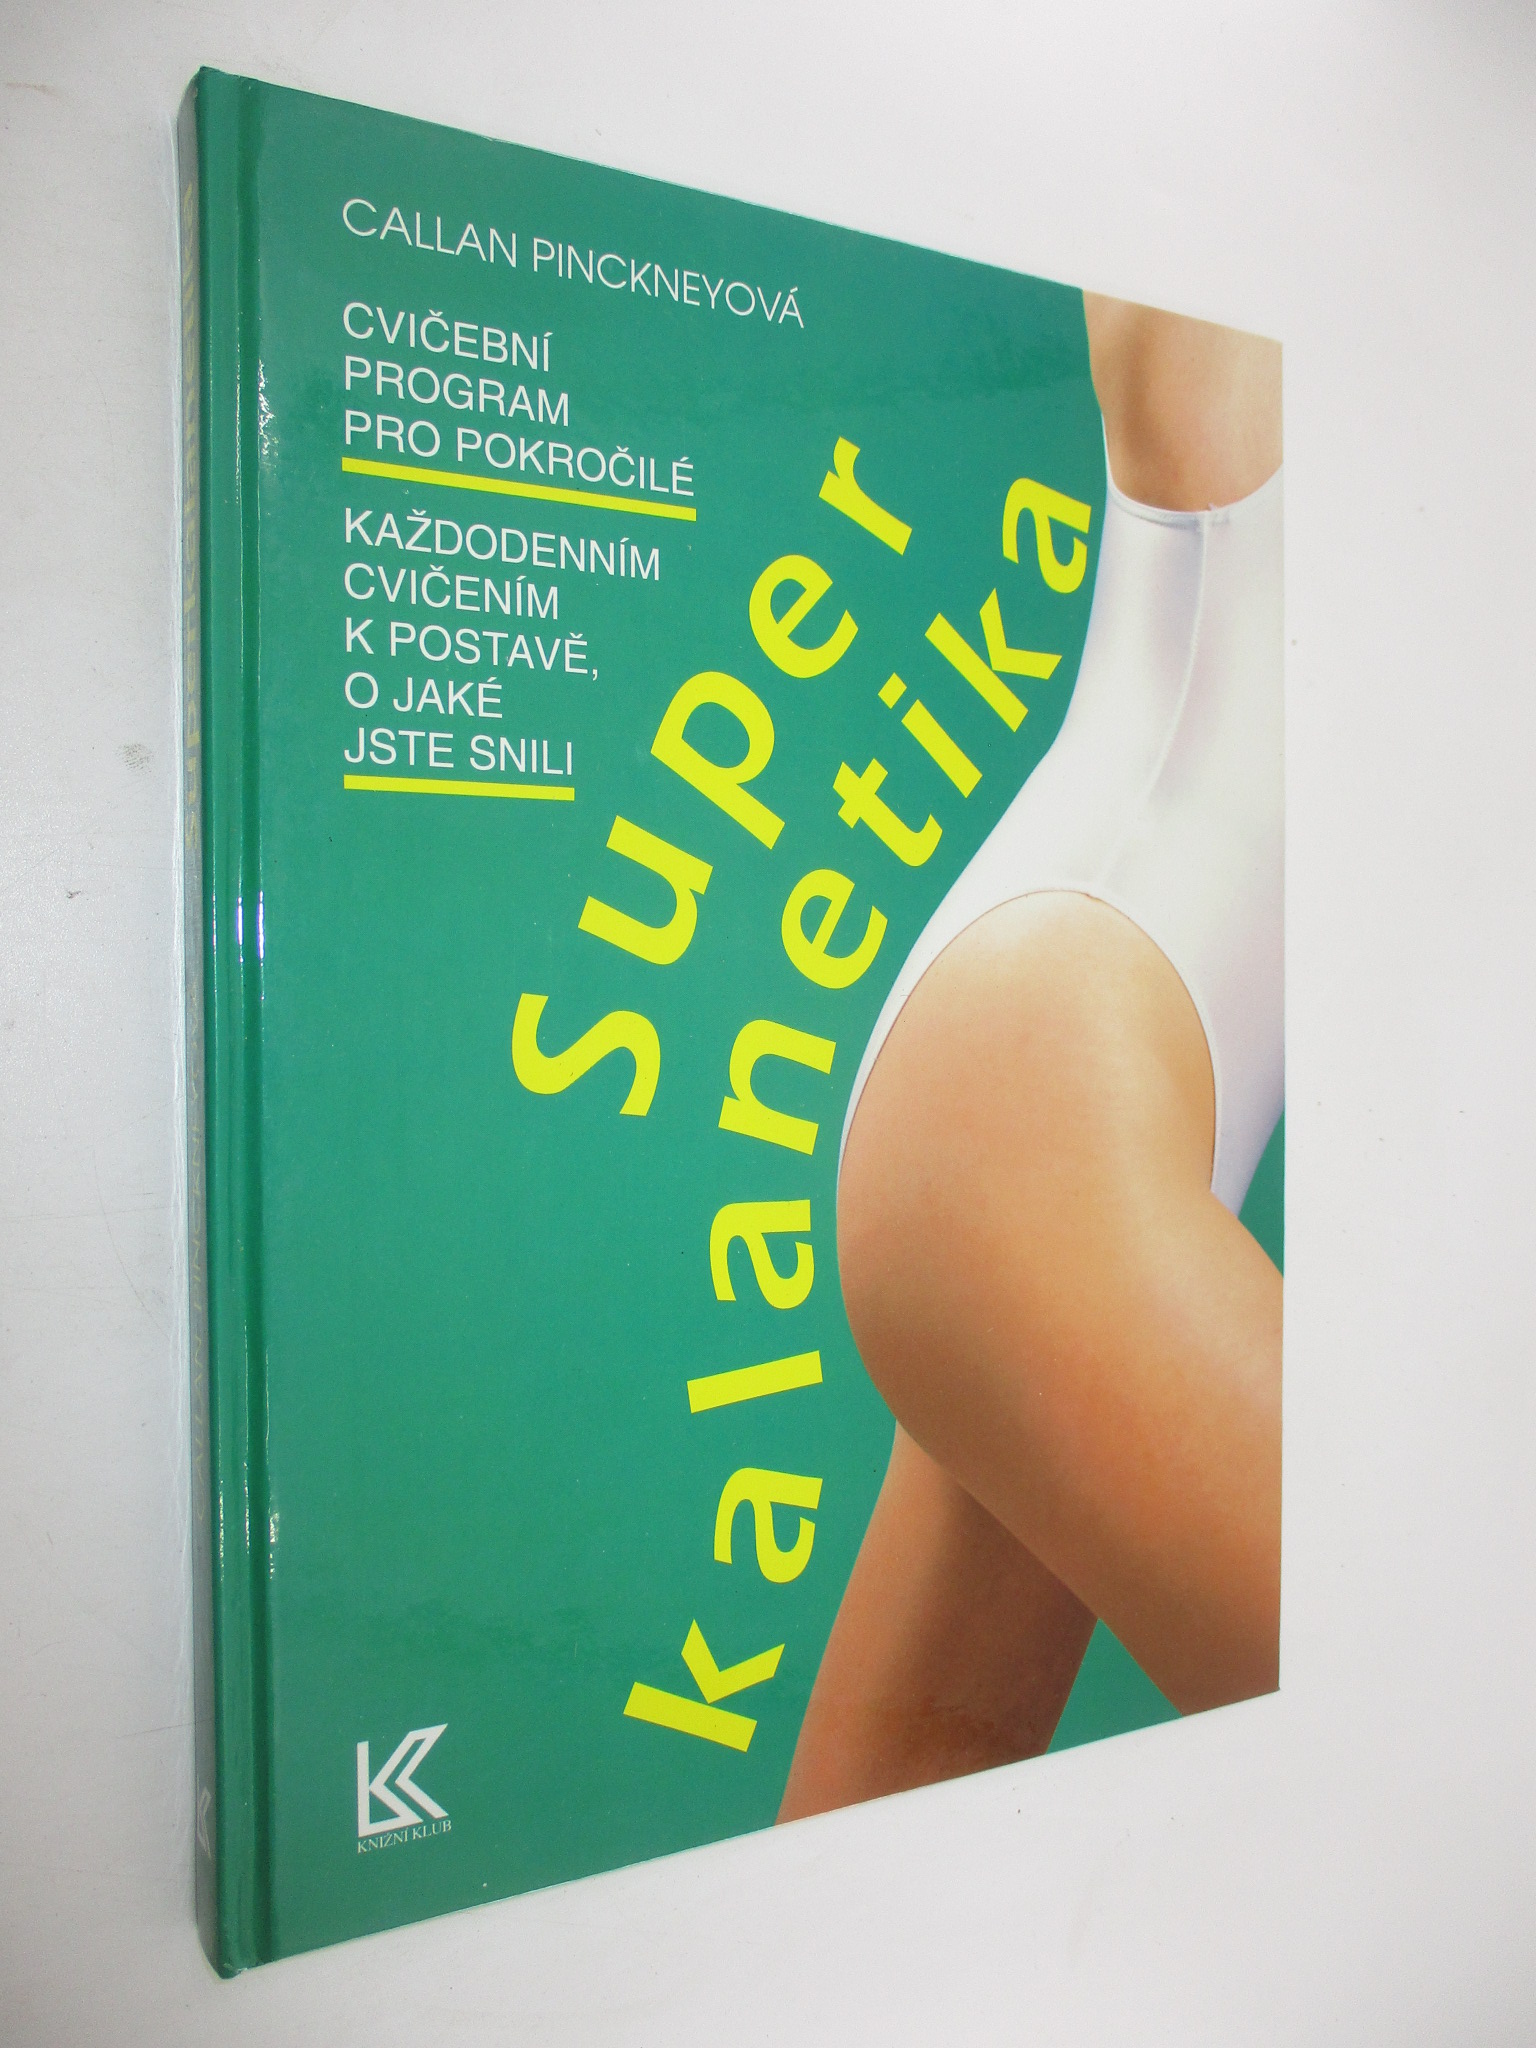 CALLAN PINCKNEYOVÁ
CVIČEBNÍ
PROGRAM
PRO POKROČILÉ
KAŽDODENNÍM
CVIČENÍM
K POSTAVĚ,
O JAKÉ
JSTE SNILI
Super
kalanetika
KNIŽNÍ KLUB